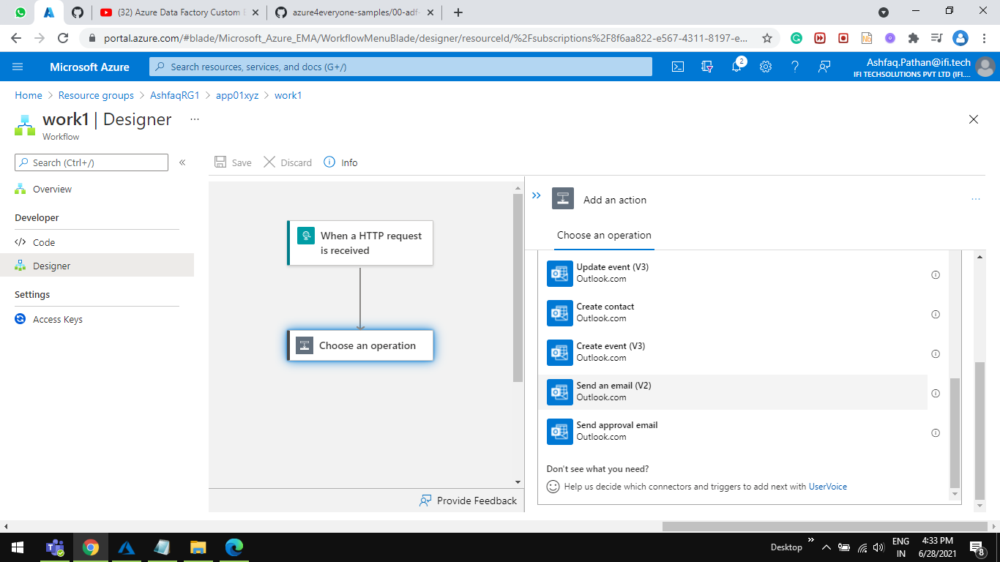 (32) Azure Data Factory Custom E
azure4everyone-samples/00-adf-
portal.azure.com/#blade/Microsoft_Azure_EMA/WorkflowMenuBlade/designer/resourceId/%2Fsubscriptions%2F8f6aa822-e567-4311-8197-e...
Microsoft Azure
Search resources, services, and docs (G+/)
2
Ashfaq.Pathan@ifi.tech
IFI TECHSOLUTIONS PVT LTD (IFI....
Home > Resource groups > AshfaqRG1 > app01xyz > work1
work1 | Designer ...
Workflow
Search (Ctrl+/)
«
Save
Discard
Info
Overview
Developer
Code
Designer
Settings
Access Keys
When a HTTP request
is received
Choose an operation
Provide Feedback
Add an action
...
Choose an operation
Update event (V3)
Outlook.com
Create contact
Outlook.com
Create event (V3)
Outlook.com
Send an email (V2)
Outlook.com
Send approval email
Outlook.com
Don't see what you need?
Help us decide which connectors and triggers to add next with UserVoice
Desktop
ENG
IN
4:33 PM
6/28/2021
8